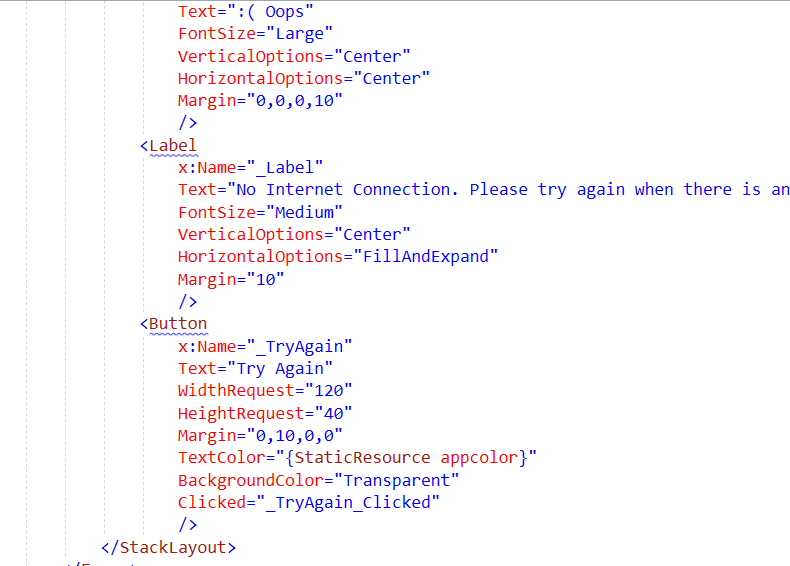 Text=":( Oops"
FontSize="Large"
VerticalOptions="Center"
HorizontalOptions="Center"
Margin="0,0,0,10"
/>
<Label
x:Name="_Label"
Text="No Internet Connection. Please try again when there is an
FontSize="Medium"
VerticalOptions="Center"
HorizontalOptions="FillAndExpand"
Margin="10"
/>
<Button
x:Name="_TryAgain"
Text="Try Again"
WidthRequest="120"
HeightRequest="40"
Margin="0,10,0,0"
TextColor="{StaticResource appcolor}"
BackgroundColor="Transparent"
Clicked="_TryAgain_Clicked"
/>
</StackLayout>